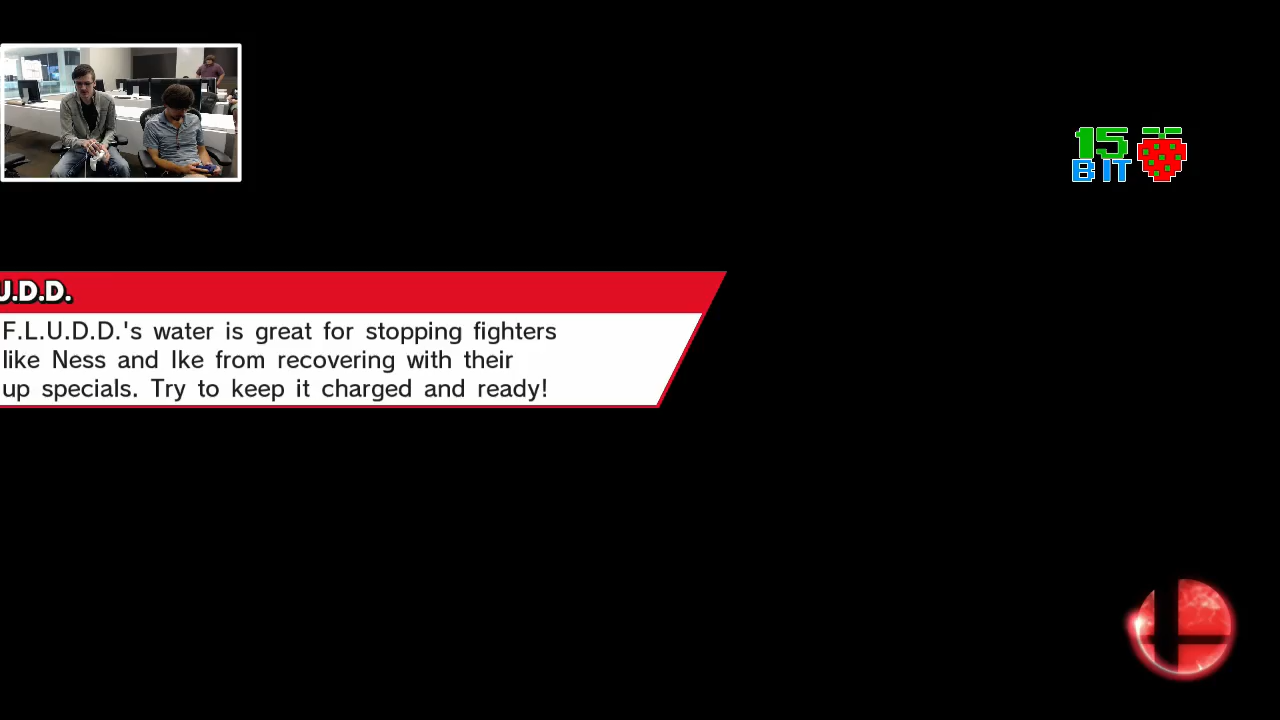 15
BIT
U.D.D.
F.L.U.D.D.'s water is great for stopping fighters
like Ness and Ike from recovering with their
up specials. Try to keep it charged and ready!